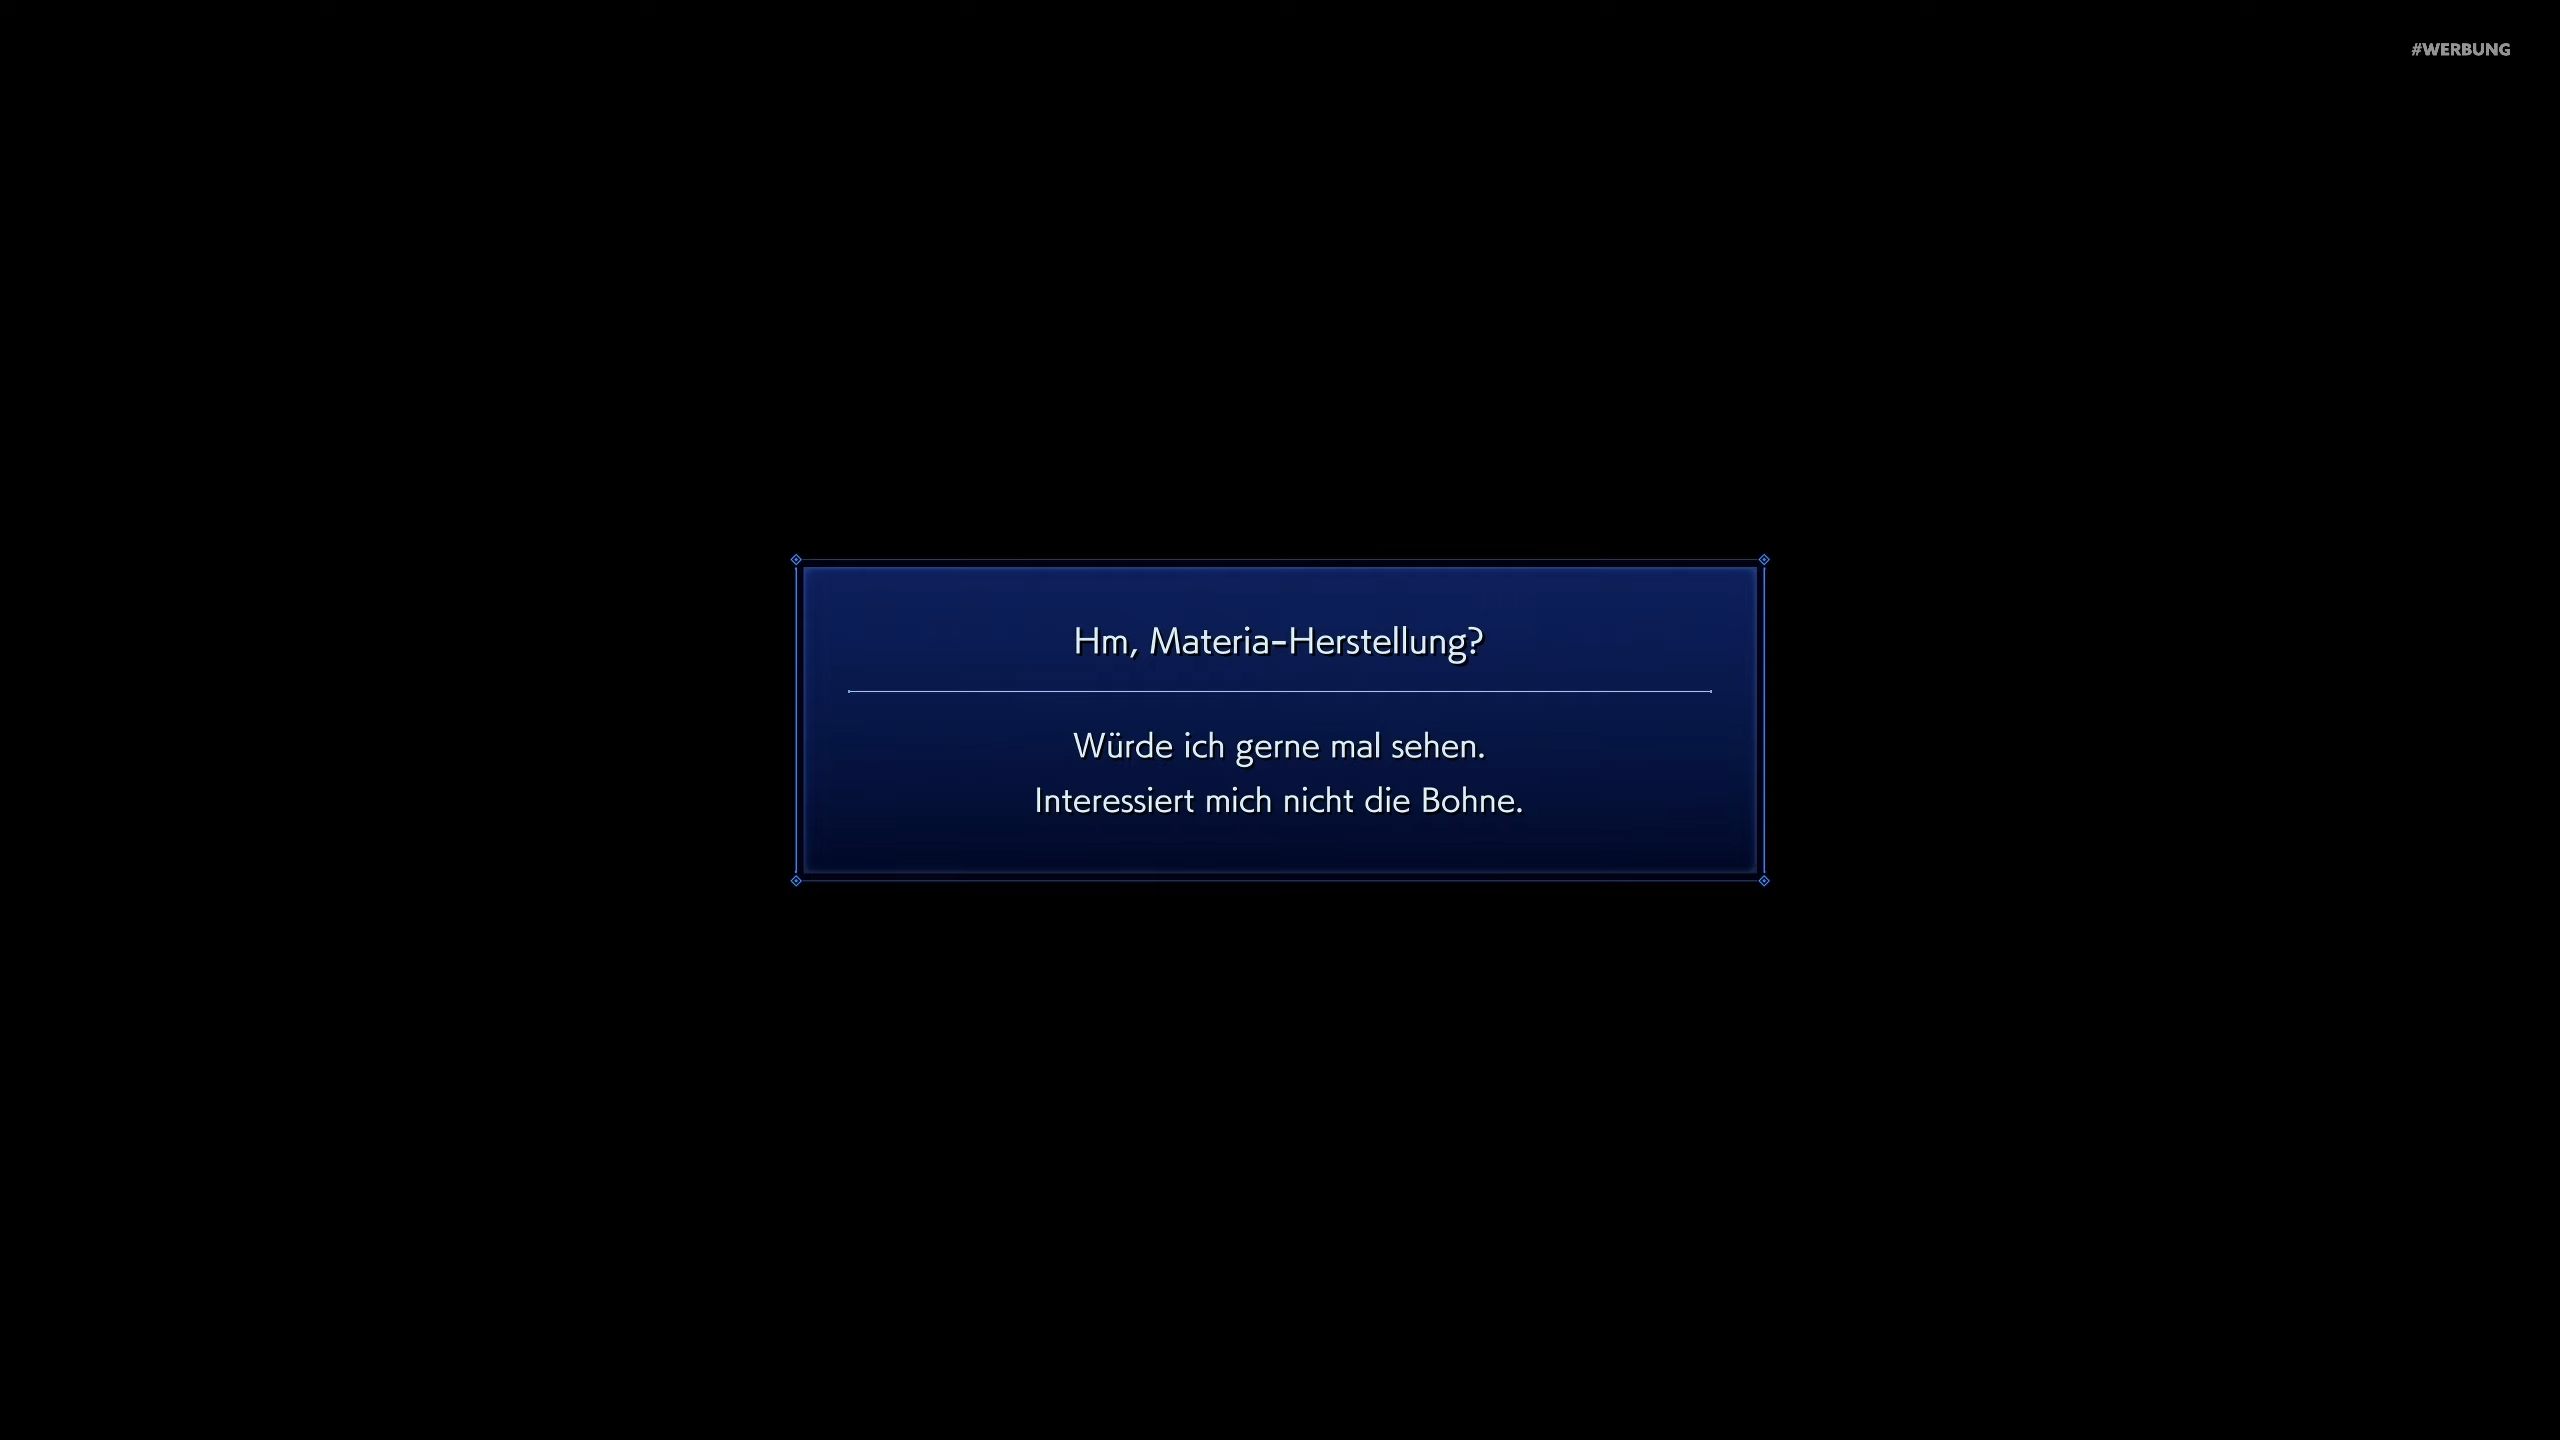 #WERBUNG
Hm, Materia-Herstellung?
Würde ich gerne mal sehen.
Interessiert mich nicht die Bohne.